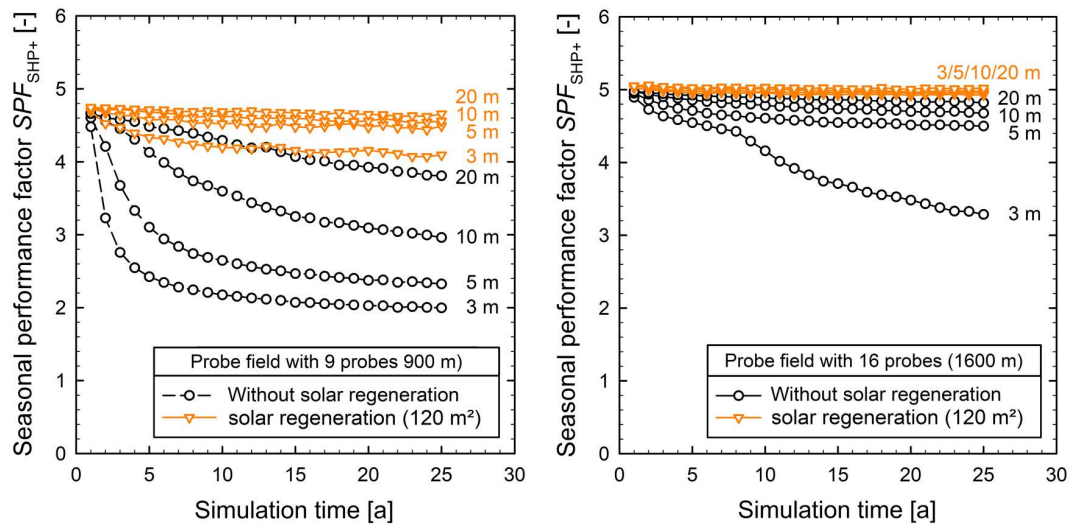 Seasonal performance factor SPF_SHP+ [-]
6
5
4
3
2
1
0
20 m
10 m
5 m
3 m
20 m
10 m
5 m
3 m
Probe field with 9 probes 900 m)
Without solar regeneration
solar regeneration (120 m²)
0 5 10 15 20 25 30
Simulation time [a]
Seasonal performance factor SPF_SHP+ [-]
6
5
4
3
2
1
0
3/5/10/20 m
20 m
10 m
5 m
3 m
Probe field with 16 probes (1600 m)
Without solar regeneration
solar regeneration (120 m²)
0 5 10 15 20 25 30
Simulation time [a]